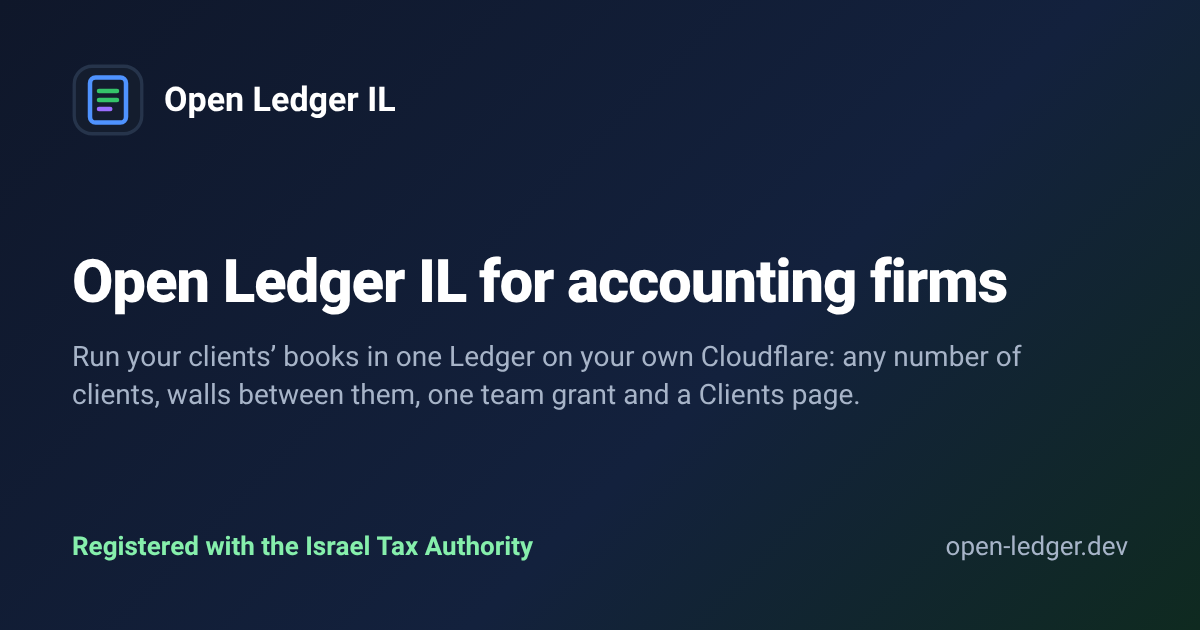 Open Ledger IL
Open Ledger IL for accounting firms
Run your clients’ books in one Ledger on your own Cloudflare: any number of
clients, walls between them, one team grant and a Clients page.
Registered with the Israel Tax Authority
open-ledger.dev